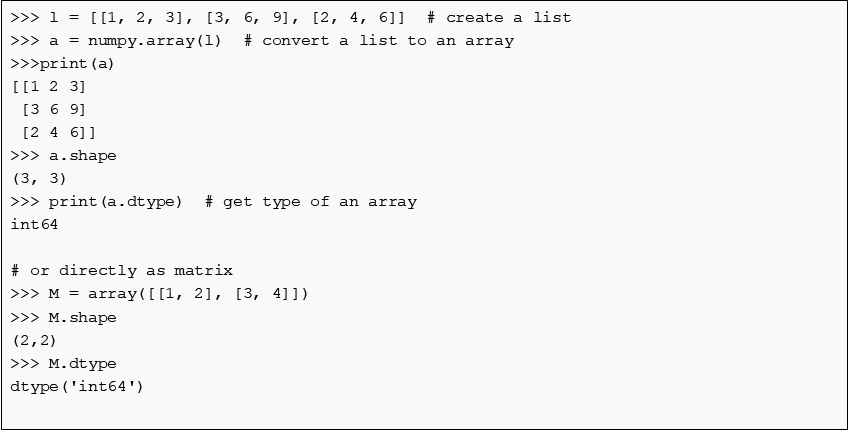 >>> l = [[1, 2, 3], [3, 6, 9], [2, 4, 6]]  # create a list
>>> a = numpy.array(l)  # convert a list to an array
>>>print(a)
[[1 2 3]
 [3 6 9]
 [2 4 6]]
>>> a.shape
(3, 3)
>>> print(a.dtype)  # get type of an array
int64
# or directly as matrix
>>> M = array([[1, 2], [3, 4]])
>>> M.shape
(2,2)
>>> M.dtype
dtype('int64')